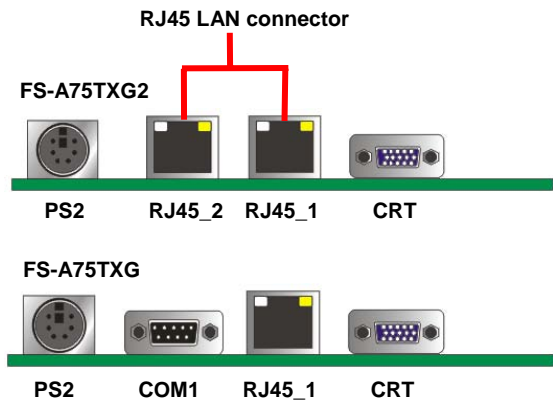 RJ45 LAN connector
FS-A75TXG2
PS2 RJ45_2 RJ45_1 CRT
FS-A75TXG
PS2 COM1 RJ45_1 CRT